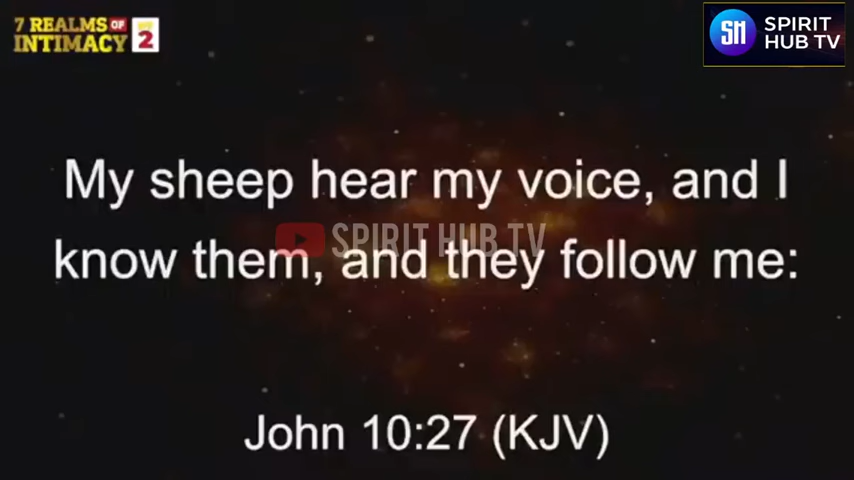 7 REALMS OF
INTIMACY 2
SH SPIRIT
HUB TV
My sheep hear my voice, and I
SPIRIT HUB TV
know them, and they follow me:
John 10:27 (KJV)